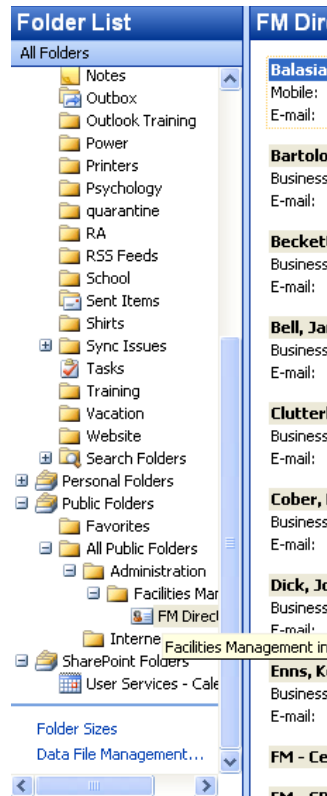 Folder List
All Folders
Notes
Outbox
Outlook Training
Power
Printers
Psychology
quarantine
RA
RSS Feeds
School
Sent Items
Shirts
Sync Issues
Tasks
Training
Vacation
Website
Search Folders
Personal Folders
Public Folders
Favorites
All Public Folders
Administration
Facilities Mar
FM Direct
Interne
Facilities Management in
SharePoint Folders
User Services - Cale
Folder Sizes
Data File Management...
FM Dir
Balasia
Mobile:
E-mail:
Bartolo
Business
E-mail:
Beckett
Business
E-mail:
Bell, Ja
Business
E-mail:
Clutter
Business
E-mail:
Cober,
Business
E-mail:
Dick, Jo
Business
E-mail:
Enns, K
Business
E-mail:
FM - Ce